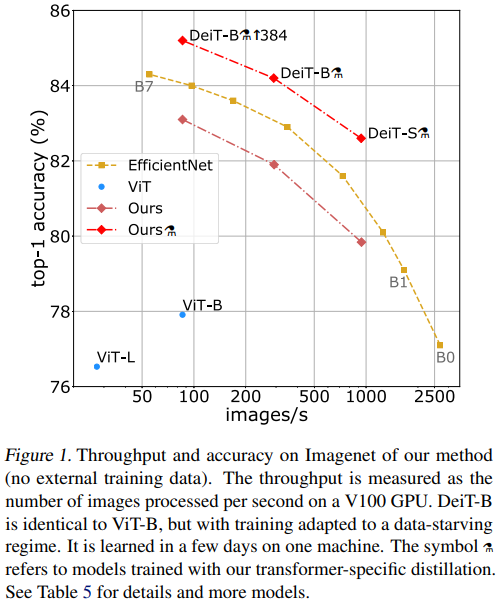 86
DeiT-B⚗↑384
DeiT-B⚗
84
B7
DeiT-S⚗
top-1 accuracy (%)
82
EfficientNet
ViT
Ours
Ours⚗
80
B1
78
ViT-B
ViT-L
B0
76
50 100 250 500 1000 2500
images/s
Figure 1. Throughput and accuracy on Imagenet of our method
(no external training data). The throughput is measured as the
number of images processed per second on a V100 GPU. DeiT-B
is identical to ViT-B, but with training adapted to a data-starving
regime. It is learned in a few days on one machine. The symbol ⚗
refers to models trained with our transformer-specific distillation.
See Table 5 for details and more models.